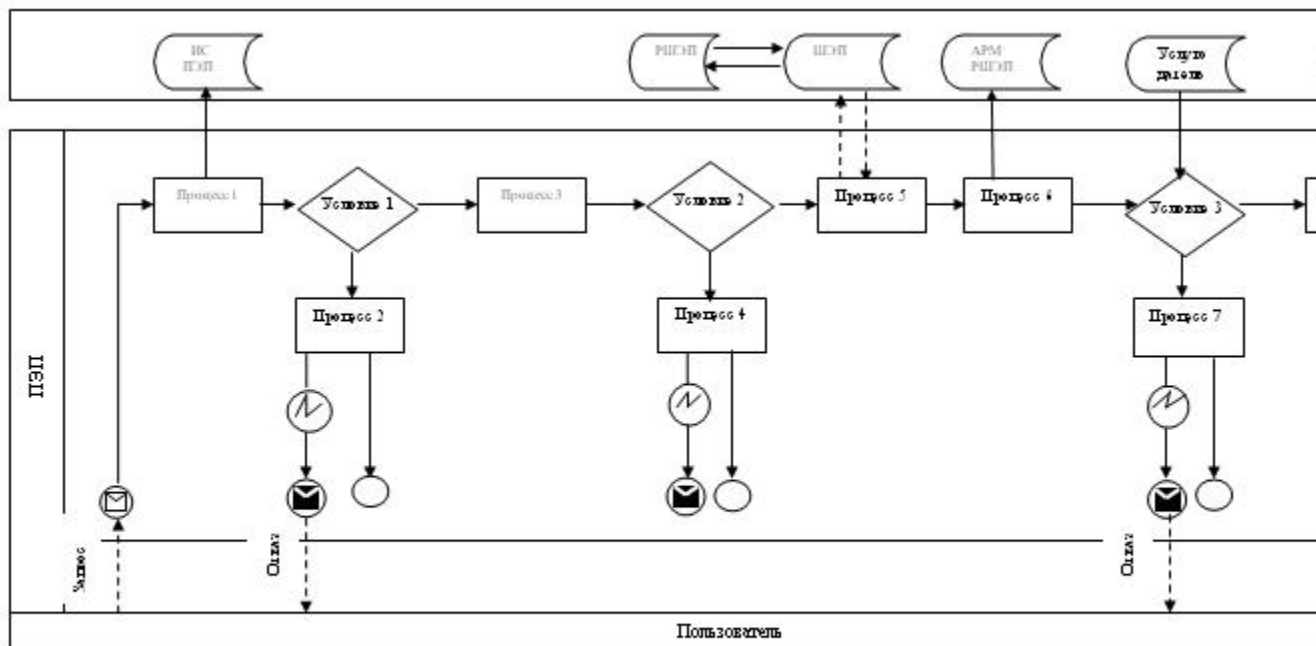 ИС
ПЭП
РШЭП
ШЭП
АРМ
РШЭП
Услуго
датель
Процесс 1
Условие 1
Процесс 3
Условие 2
Процесс 5
Процесс 6
Условие 3
Процесс 2
Процесс 4
Процесс 7
ПЭП
Запрос
Отказ
Отказ
Пользователь